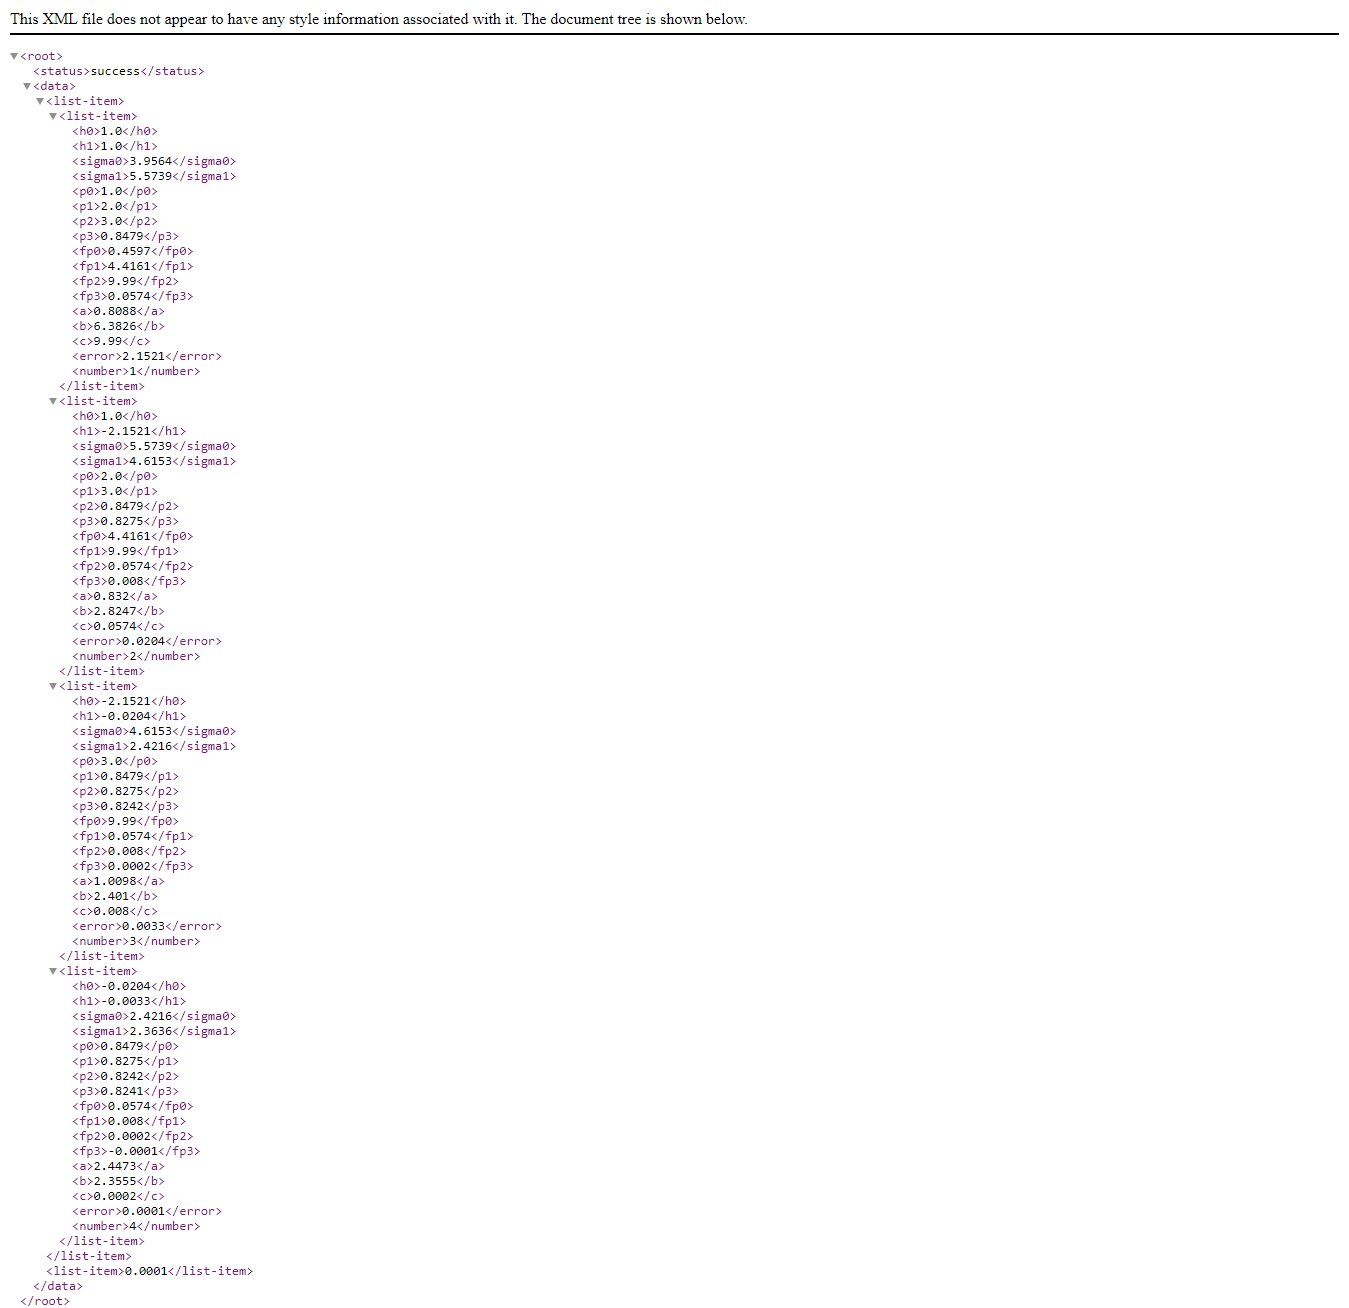 This XML file does not appear to have any style information associated with it. The document tree is shown below.
▼<root>
<status>success</status>
▼<data>
▼<list-item>
▼<list-item>
<h0>1.0</h0>
<h1>1.0</h1>
<sigma0>3.9564</sigma0>
<sigma1>5.5739</sigma1>
<p0>1.0</p0>
<p1>2.0</p1>
<p2>3.0</p2>
<p3>0.8479</p3>
<fp0>0.4597</fp0>
<fp1>4.4161</fp1>
<fp2>9.99</fp2>
<fp3>0.0574</fp3>
<a>0.8088</a>
<b>6.3826</b>
<c>9.99</c>
<error>2.1521</error>
<number>1</number>
</list-item>
▼<list-item>
<h0>1.0</h0>
<h1>-2.1521</h1>
<sigma0>5.5739</sigma0>
<sigma1>4.6153</sigma1>
<p0>2.0</p0>
<p1>3.0</p1>
<p2>0.8479</p2>
<p3>0.8275</p3>
<fp0>4.4161</fp0>
<fp1>9.99</fp1>
<fp2>0.0574</fp2>
<fp3>0.008</fp3>
<a>0.832</a>
<b>2.8247</b>
<c>0.0574</c>
<error>0.0204</error>
<number>2</number>
</list-item>
▼<list-item>
<h0>-2.1521</h0>
<h1>-0.0204</h1>
<sigma0>4.6153</sigma0>
<sigma1>2.4216</sigma1>
<p0>3.0</p0>
<p1>0.8479</p1>
<p2>0.8275</p2>
<p3>0.8242</p3>
<fp0>9.99</fp0>
<fp1>0.0574</fp1>
<fp2>0.008</fp2>
<fp3>0.0002</fp3>
<a>1.0098</a>
<b>2.401</b>
<c>0.008</c>
<error>0.0033</error>
<number>3</number>
</list-item>
▼<list-item>
<h0>-0.0204</h0>
<h1>-0.0033</h1>
<sigma0>2.4216</sigma0>
<sigma1>2.3636</sigma1>
<p0>0.8479</p0>
<p1>0.8275</p1>
<p2>0.8242</p2>
<p3>0.8241</p3>
<fp0>0.0574</fp0>
<fp1>0.008</fp1>
<fp2>0.0002</fp2>
<fp3>-0.0001</fp3>
<a>2.4473</a>
<b>2.3555</b>
<c>0.0002</c>
<error>0.0001</error>
<number>4</number>
</list-item>
</list-item>
<list-item>0.0001</list-item>
</data>
</root>